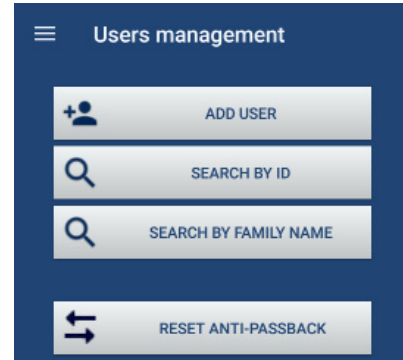 Users management
ADD USER
SEARCH BY ID
SEARCH BY FAMILY NAME
RESET ANTI-PASSBACK